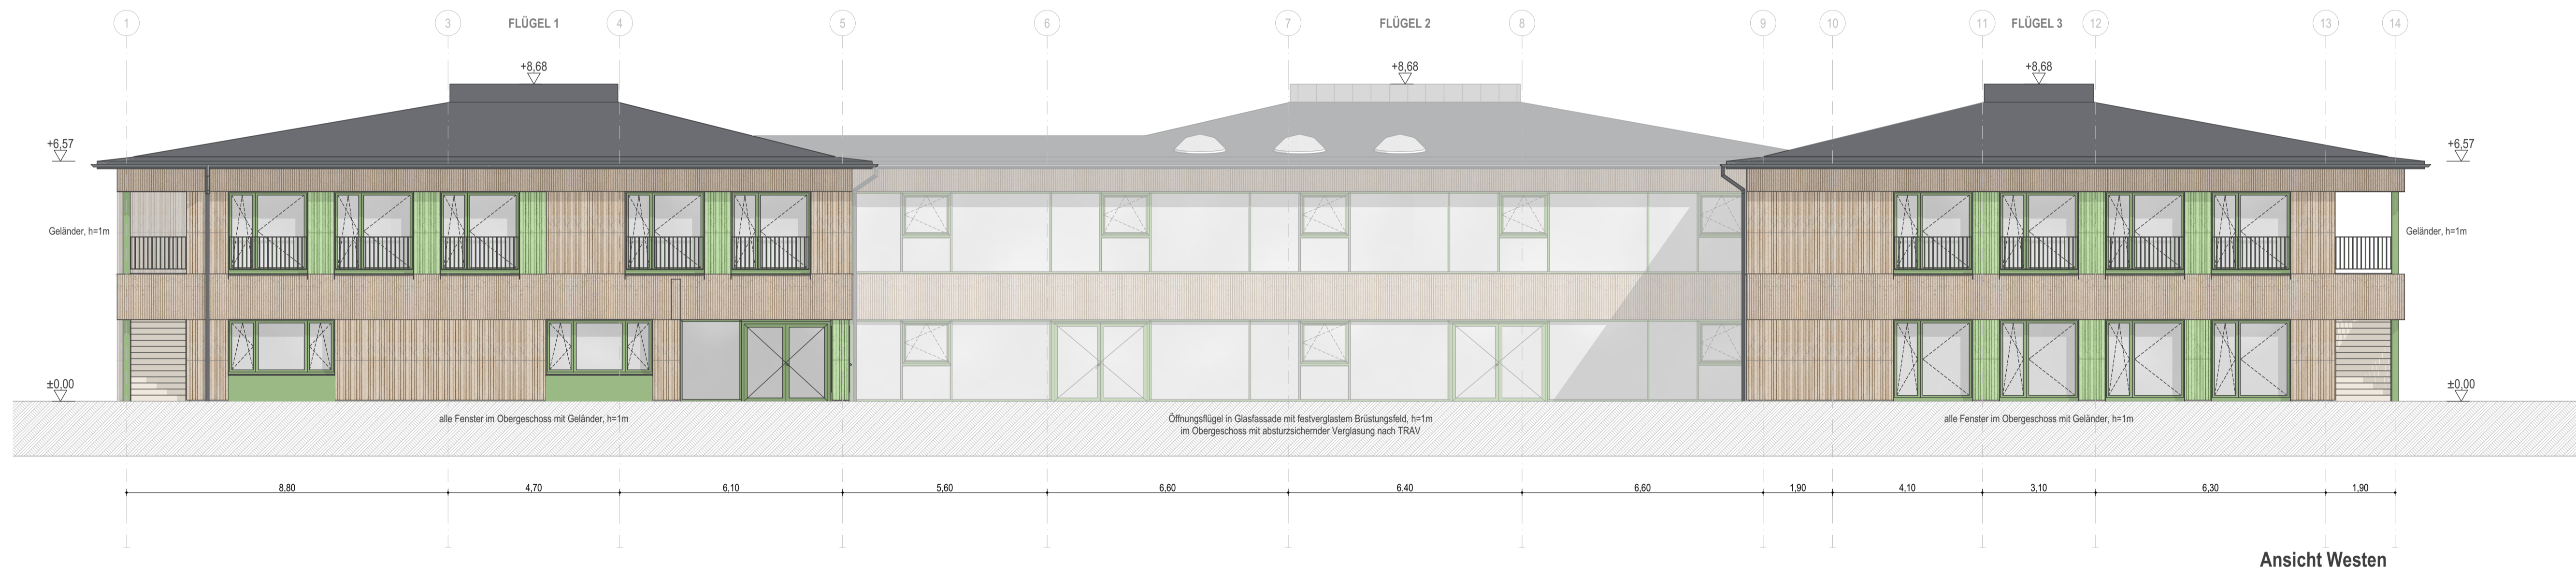 1 3 FLÜGEL 1 4 5 6 7 FLÜGEL 2 8 9 10 11 FLÜGEL 3 12 13 14
+8,68 +8,68 +8,68
+6,57 +6,57
Geländer, h=1m Geländer, h=1m
±0,00 ±0,00
alle Fenster im Obergeschoss mit Geländer, h=1m
Öffnungsflügel in Glasfassade mit festverglastem Brüstungsfeld, h=1m
im Obergeschoss mit absturzsichernder Verglasung nach TRAV
alle Fenster im Obergeschoss mit Geländer, h=1m
8,80 4,70 6,10 5,60 6,60 6,40 6,60 1,90 4,10 3,10 6,30 1,90
Ansicht Westen